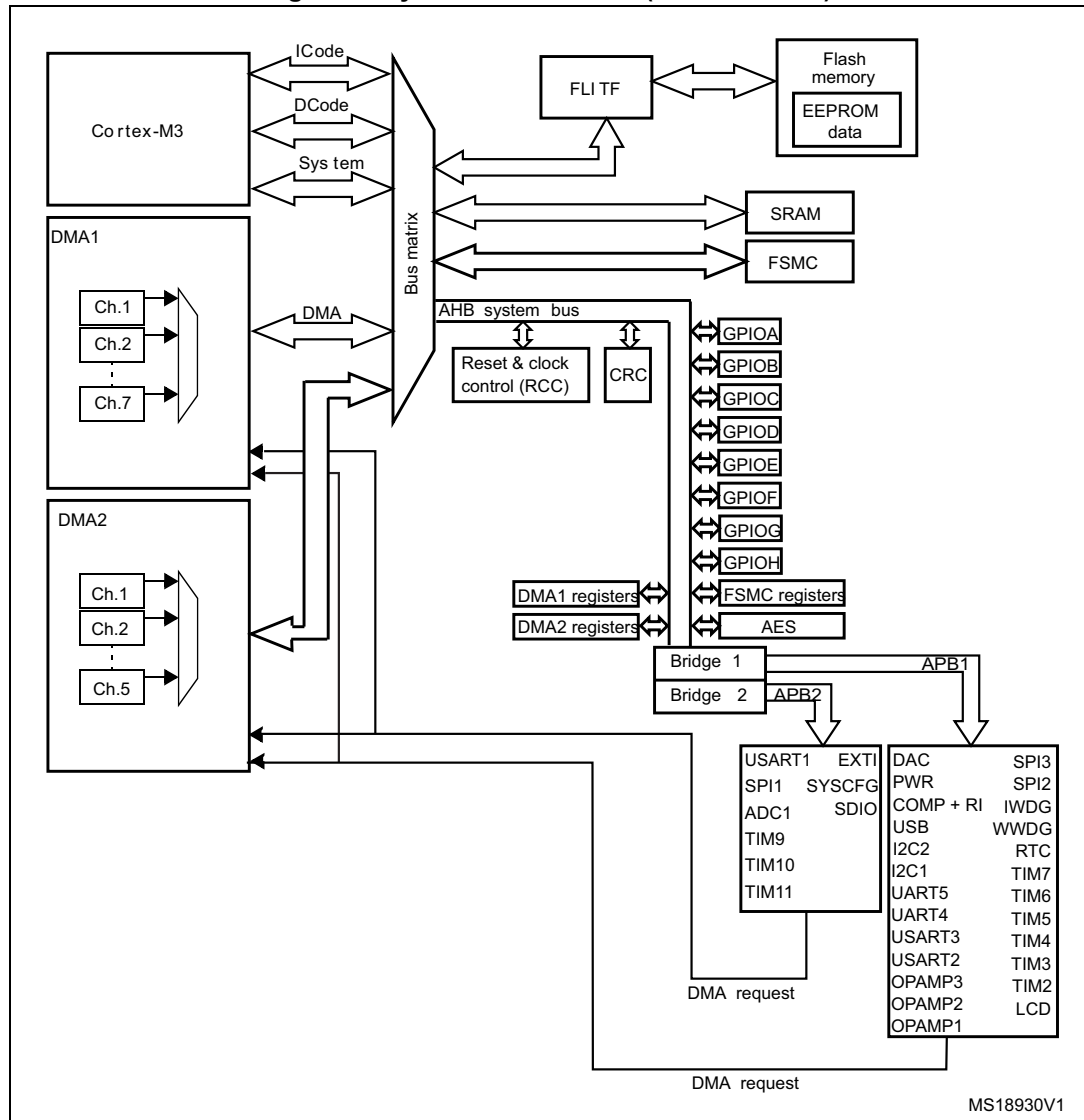 ICode
DCode
Cortex-M3
System
FLITF
Flash
memory
EEPROM
data
Bus matrix
SRAM
FSMC
DMA1
Ch.1
Ch.2
Ch.7
DMA
AHB system bus
Reset & clock
control (RCC)
CRC
GPIOA
GPIOB
GPIOC
GPIOD
GPIOE
GPIOF
GPIOG
GPIOH
DMA1 registers
FSMC registers
DMA2 registers
AES
DMA2
Ch.1
Ch.2
Ch.5
Bridge 1
APB1
Bridge 2
APB2
USART1 EXTI
SPI1 SYSCFG
ADC1 SDIO
TIM9
TIM10
TIM11
DAC SPI3
PWR SPI2
COMP + RI IWDG
USB WWDG
I2C2 RTC
I2C1 TIM7
UART5 TIM6
UART4 TIM5
USART3 TIM4
USART2 TIM3
OPAMP3 TIM2
OPAMP2 LCD
OPAMP1
DMA request
DMA request
MS18930V1